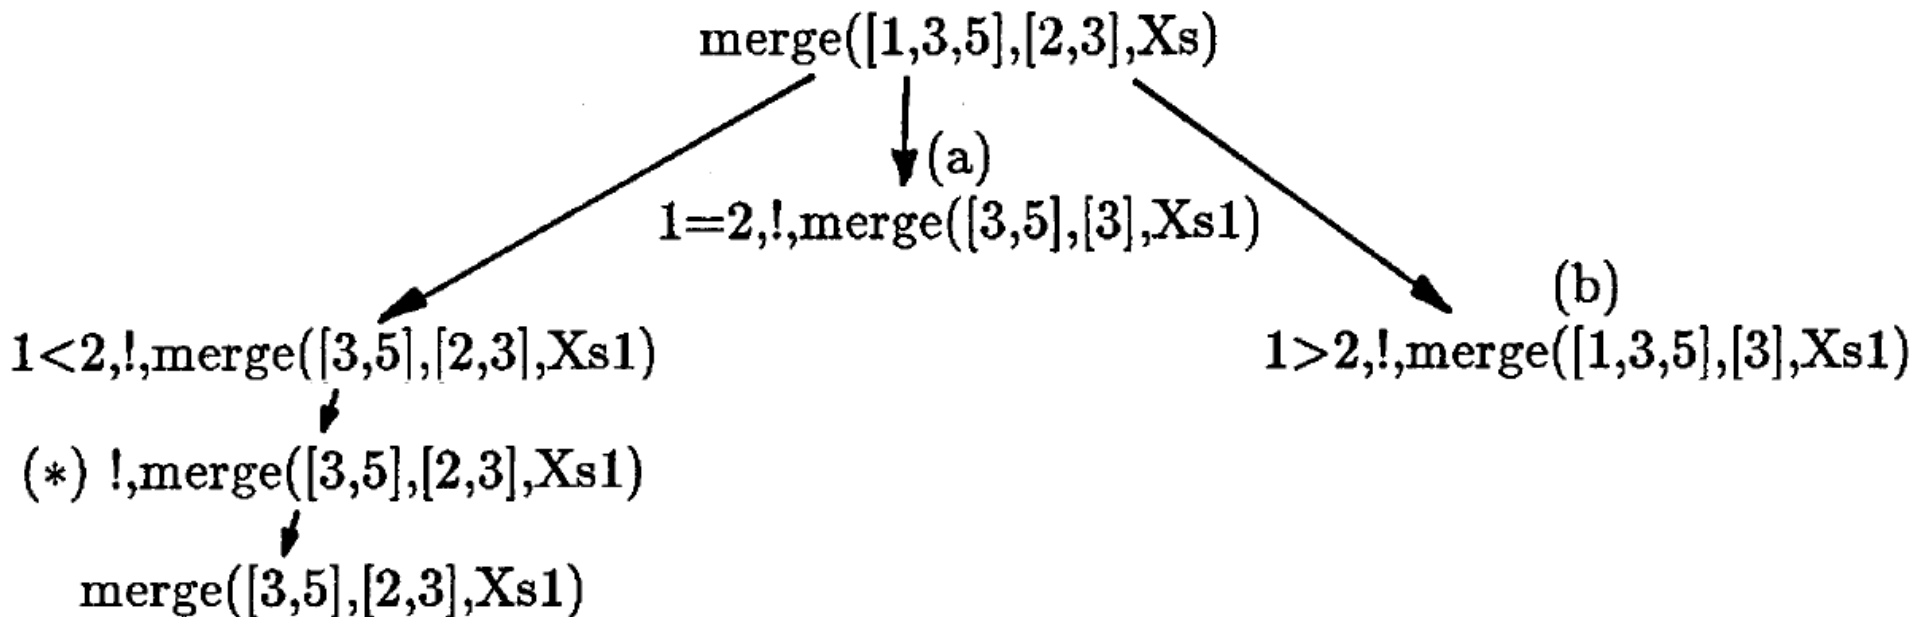 merge([1,3,5],[2,3],Xs)
(a)
1=2,!,merge([3,5],[3],Xs1)
(b)
1<2,!,merge([3,5],[2,3],Xs1)
1>2,!,merge([1,3,5],[3],Xs1)
(*) !,merge([3,5],[2,3],Xs1)
merge([3,5],[2,3],Xs1)